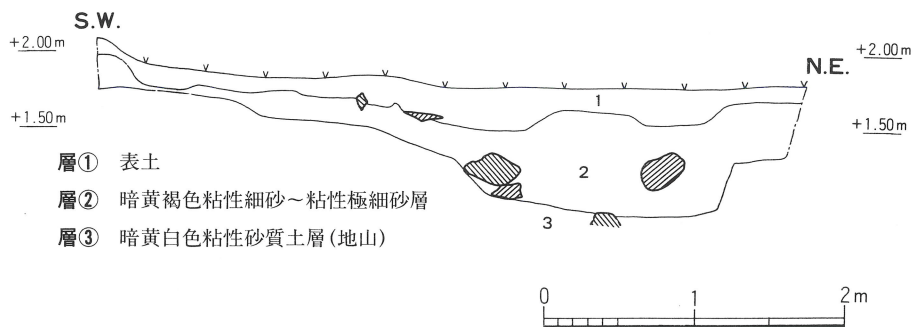 S.W.
+2.00m
+2.00m
N.E.
1
+1.50m
+1.50m
層① 表土
2
層② 暗黄褐色粘性細砂～粘性極細砂層
3
層③ 暗黄白色粘性砂質土層(地山)
0 1 2m